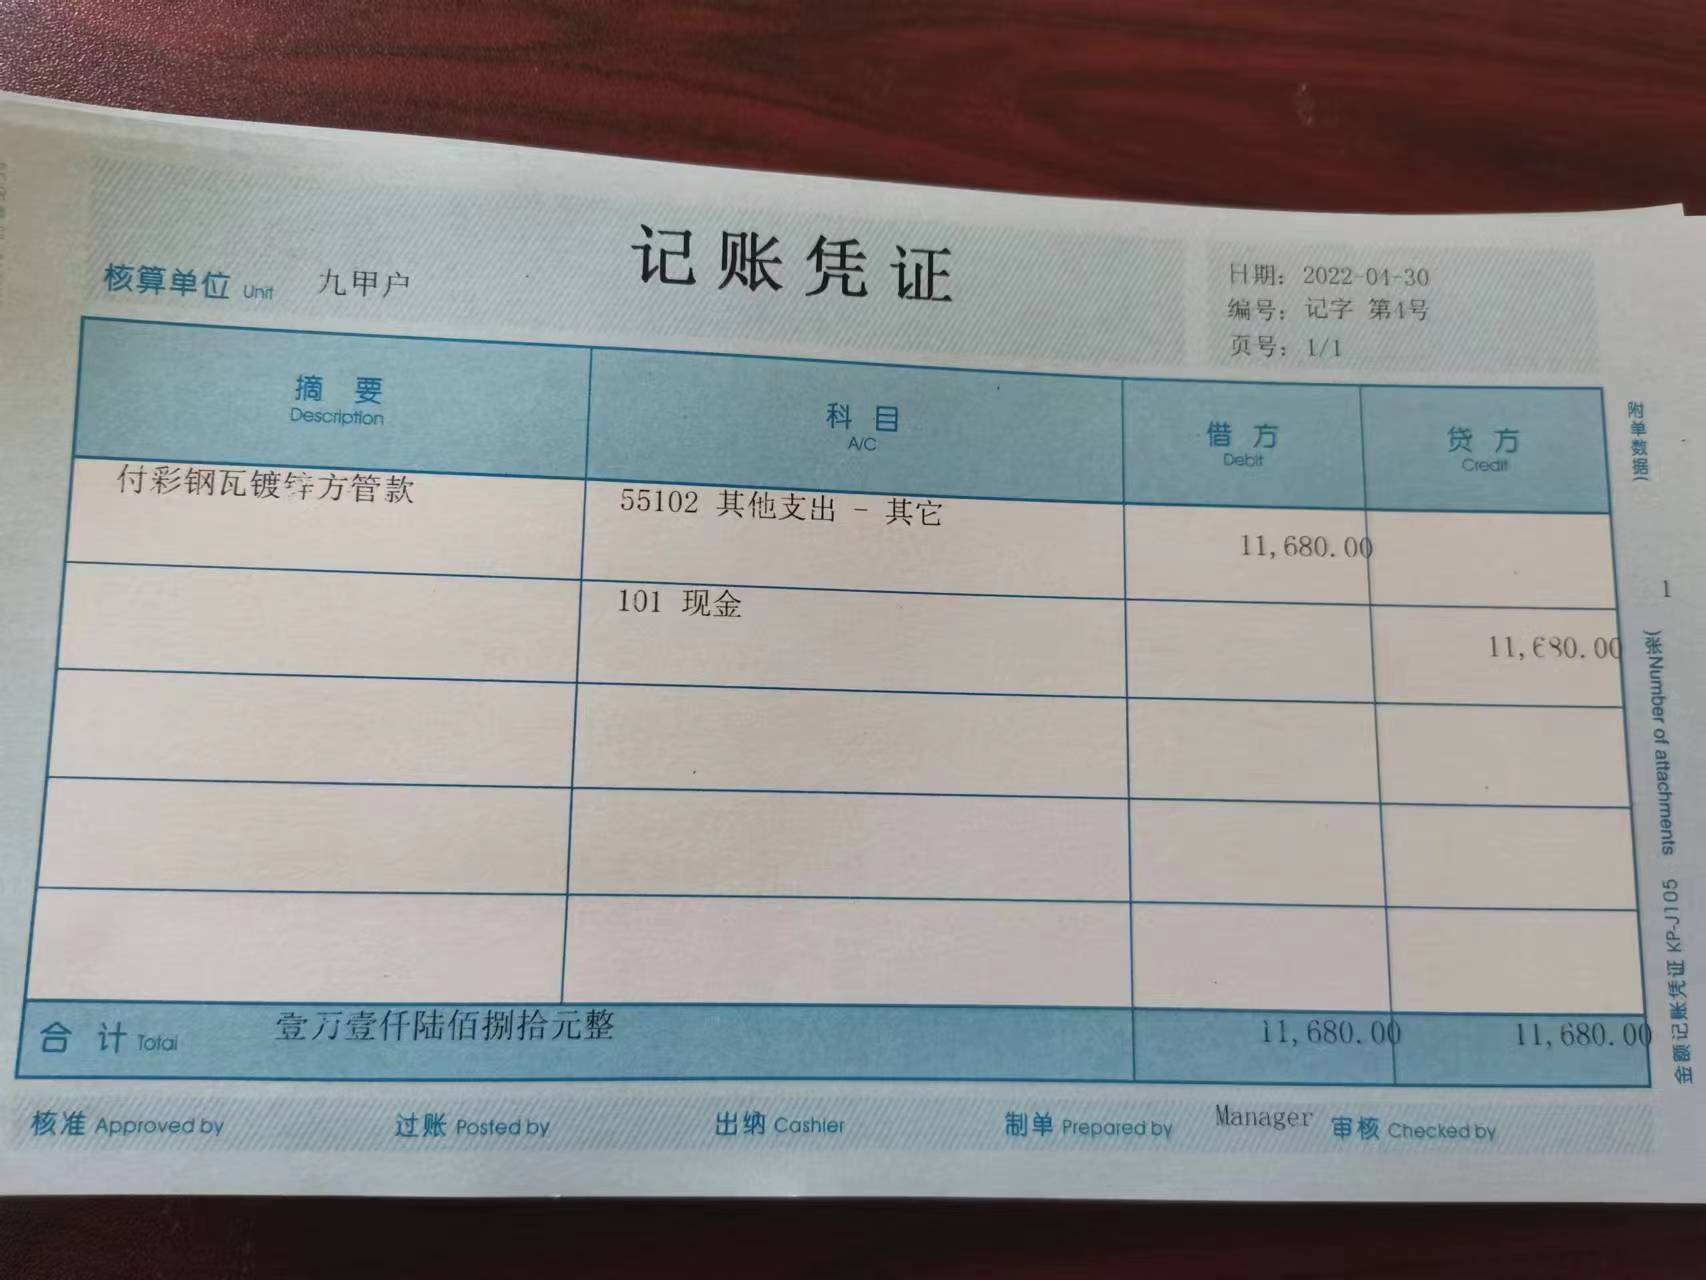 记账凭证
核算单位 Unit 九甲户
日期: 2022-04-30
编号: 记字 第4号
页号: 1/1
摘要 Description 科目 A/C 借方 Debit 贷方 Credit
付彩钢瓦镀锌方管款 55102 其他支出 - 其它 11,680.00
101 现金 11,680.00
合计 Total 壹万壹仟陆佰捌拾元整 11,680.00 11,680.00
核准 Approved by 过账 Posted by 出纳 Cashier 制单 Prepared by Manager 审核 Checked by
附单数据) 1 )张Number of attachments 金额记账凭证 KP-J105